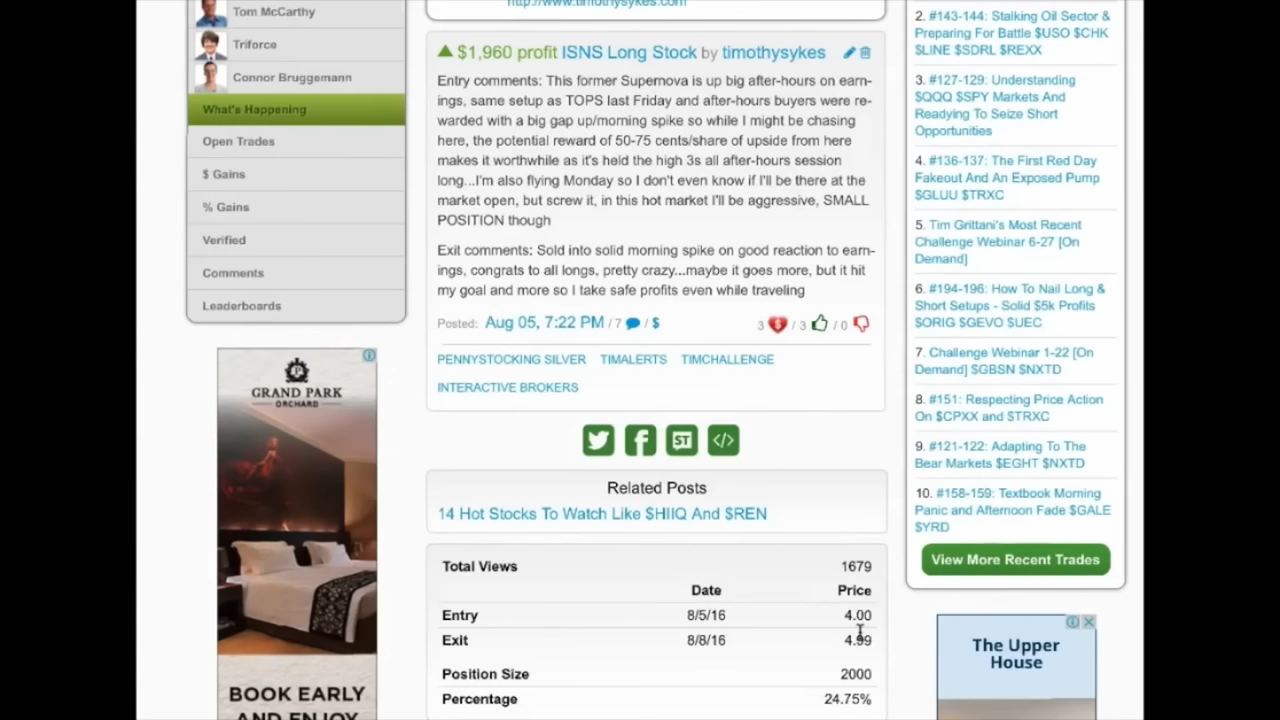 Tom McCarthy
Triforce
Connor Bruggemann
What's Happening
Open Trades
$ Gains
% Gains
Verified
Comments
Leaderboards
GRAND PARK
ORCHARD
BOOK EARLY
AND ENJOY
http://www.timothysykes.com
$1,960 profit ISNS Long Stock by timothysykes
Entry comments: This former Supernova is up big after-hours on earn-
ings, same setup as TOPS last Friday and after-hours buyers were re-
warded with a big gap up/morning spike so while I might be chasing
here, the potential reward of 50-75 cents/share of upside from here
makes it worthwhile as it's held the high 3s all after-hours session
long...I'm also flying Monday so I don't even know if I'll be there at the
market open, but screw it, in this hot market I'll be aggressive, SMALL
POSITION though
Exit comments: Sold into solid morning spike on good reaction to earn-
ings, congrats to all longs, pretty crazy...maybe it goes more, but it hit
my goal and more so I take safe profits even while traveling
Posted: Aug 05, 7:22 PM / 7 / $ 3 / 3 / 0
PENNYSTOCKING SILVER TIMALERTS TIMCHALLENGE
INTERACTIVE BROKERS
ST </>
Related Posts
14 Hot Stocks To Watch Like $HIIQ And $REN
Total Views 1679
Date Price
Entry 8/5/16 4.00
Exit 8/8/16 4.99
Position Size 2000
Percentage 24.75%
2. #143-144: Stalking Oil Sector &
Preparing For Battle $USO $CHK
$LINE $SDRL $REXX
3. #127-129: Understanding
$QQQ $SPY Markets And
Readying To Seize Short
Opportunities
4. #136-137: The First Red Day
Fakeout And An Exposed Pump
$GLUU $TRXC
5. Tim Grittani's Most Recent
Challenge Webinar 6-27 [On
Demand]
6. #194-196: How To Nail Long &
Short Setups - Solid $5k Profits
$ORIG $GEVO $UEC
7. Challenge Webinar 1-22 [On
Demand] $GBSN $NXTD
8. #151: Respecting Price Action
On $CPXX and $TRXC
9. #121-122: Adapting To The
Bear Markets $EGHT $NXTD
10. #158-159: Textbook Morning
Panic and Afternoon Fade $GALE
$YRD
View More Recent Trades
The Upper
House